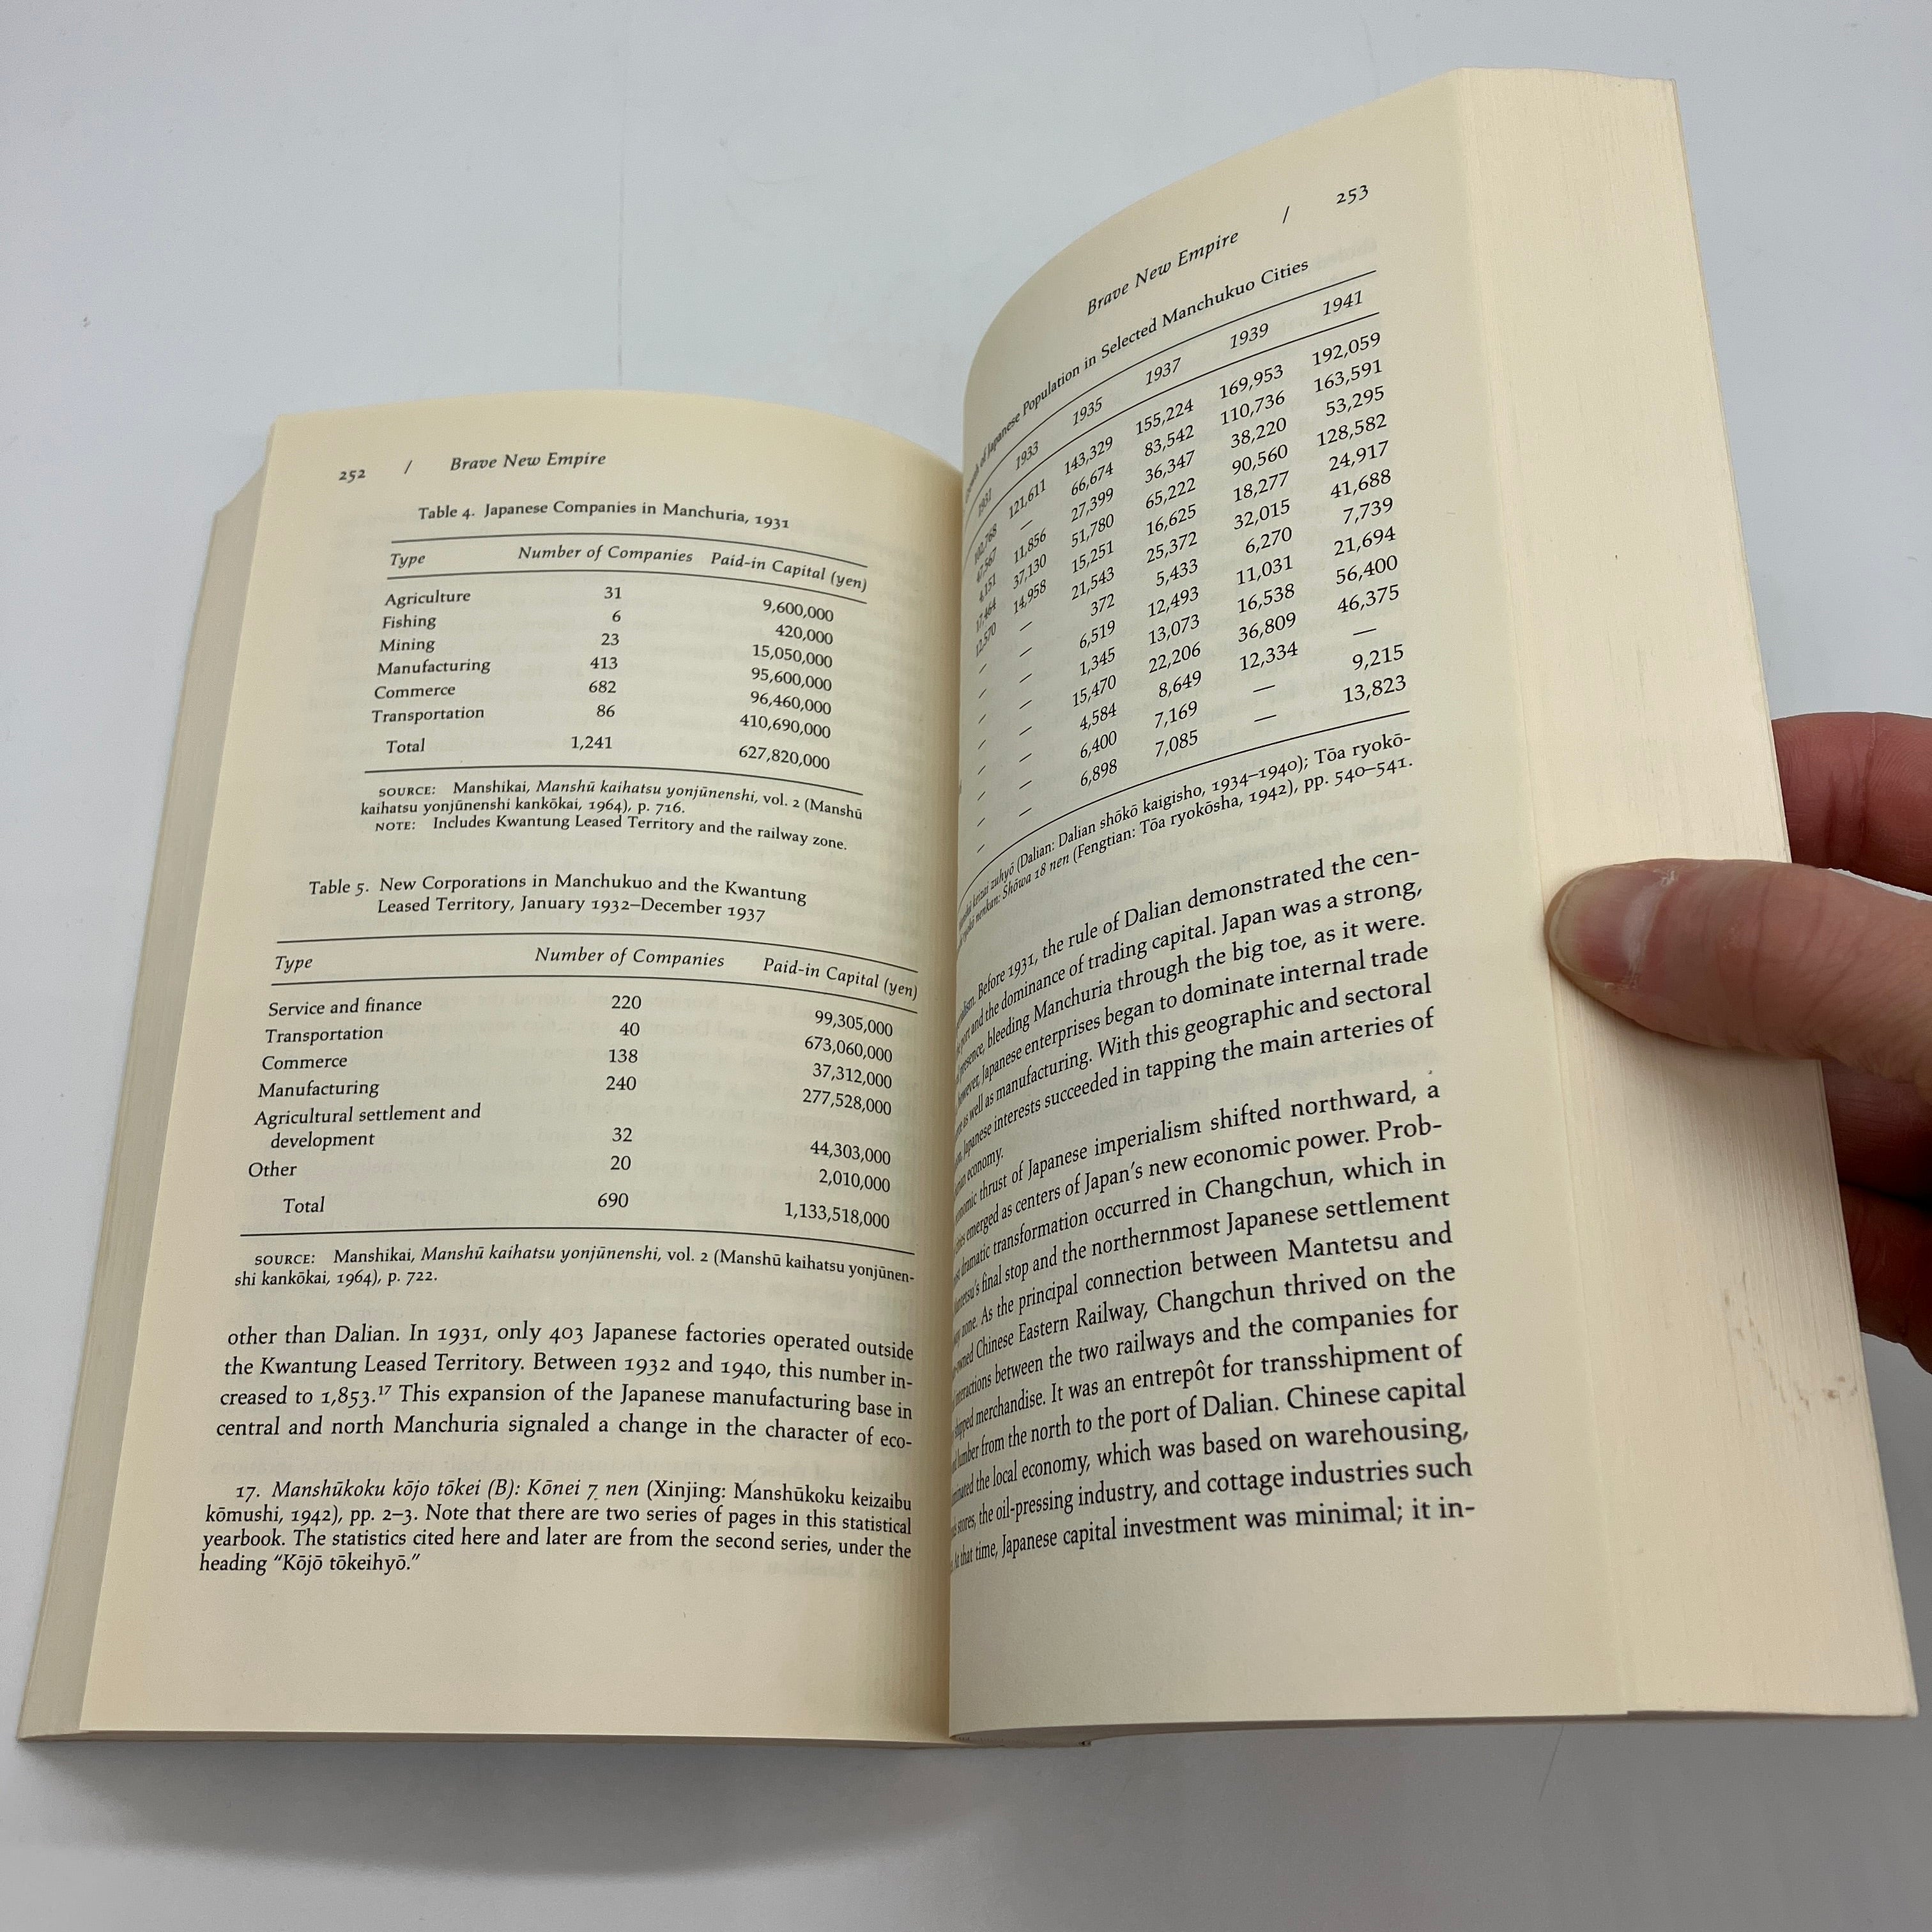 252 / Brave New Empire
Table 4. Japanese Companies in Manchuria, 1931
Type Number of Companies Paid-in Capital (yen)
Agriculture 31 9,600,000
Fishing 6 420,000
Mining 23 15,050,000
Manufacturing 413 95,600,000
Commerce 682 96,460,000
Transportation 86 410,690,000
Total 1,241 627,820,000
SOURCE: Manshikai, Manshū kaihatsu yonjūnenshi, vol. 2 (Manshū
kaihatsu yonjūnenshi kankōkai, 1964), p. 716.
NOTE: Includes Kwantung Leased Territory and the railway zone.
Table 5. New Corporations in Manchukuo and the Kwantung
Leased Territory, January 1932–December 1937
Type Number of Companies Paid-in Capital (yen)
Service and finance 220 99,305,000
Transportation 40 673,060,000
Commerce 138 37,312,000
Manufacturing 240 277,528,000
Agricultural settlement and
development 32 44,303,000
Other 20 2,010,000
Total 690 1,133,518,000
SOURCE: Manshikai, Manshū kaihatsu yonjūnenshi, vol. 2 (Manshū kaihatsu yonjūnen-
shi kankōkai, 1964), p. 722.
other than Dalian. In 1931, only 403 Japanese factories operated outside
the Kwantung Leased Territory. Between 1932 and 1940, this number in-
creased to 1,853.17 This expansion of the Japanese manufacturing base in
central and north Manchuria signaled a change in the character of eco-
17. Manshūkoku kōjo tōkei (B): Kōnei 7 nen (Xinjing: Manshūkoku keizaibu
kōmushi, 1942), pp. 2–3. Note that there are two series of pages in this statistical
yearbook. The statistics cited here and later are from the second series, under the
heading “Kōjō tōkeihyō.”
Brave New Empire / 253
of Japanese Population in Selected Manchukuo Cities
1931 1933 1935 1937 1939 1941
121,611 143,329 155,224 169,953 192,059
— 66,674 83,542 110,736 163,591
11,856 27,399 36,347 38,220 53,295
37,130 51,780 65,222 90,560 128,582
14,958 15,251 16,625 18,277 24,917
— 21,543 25,372 32,015 41,688
— 372 5,433 6,270 7,739
— — 6,519 12,493 11,031 21,694
— — 1,345 13,073 16,538 56,400
— — 15,470 22,206 36,809 46,375
— — 4,584 8,649 12,334 —
— — 6,400 7,169 — 9,215
— — 6,898 7,085 — 13,823
keizai zuhyō (Dalian: Dalian shōkō kaigisho, 1934–1940); Tōa ryokō-
nenkan: Shōwa 18 nen (Fengtian: Tōa ryokōsha, 1942), pp. 540–541.
Before 1931, the rule of Dalian demonstrated the cen-
port and the dominance of trading capital. Japan was a strong,
presence, bleeding Manchuria through the big toe, as it were.
however, Japanese enterprises began to dominate internal trade
as well as manufacturing. With this geographic and sectoral
Japanese interests succeeded in tapping the main arteries of
economy.
thrust of Japanese imperialism shifted northward, a
emerged as centers of Japan’s new economic power. Prob-
dramatic transformation occurred in Changchun, which in
final stop and the northernmost Japanese settlement
zone. As the principal connection between Mantetsu and
Chinese Eastern Railway, Changchun thrived on the
interactions between the two railways and the companies for
shipped merchandise. It was an entrepôt for transshipment of
lumber from the north to the port of Dalian. Chinese capital
the local economy, which was based on warehousing,
stores, the oil-pressing industry, and cottage industries such
At that time, Japanese capital investment was minimal; it in-